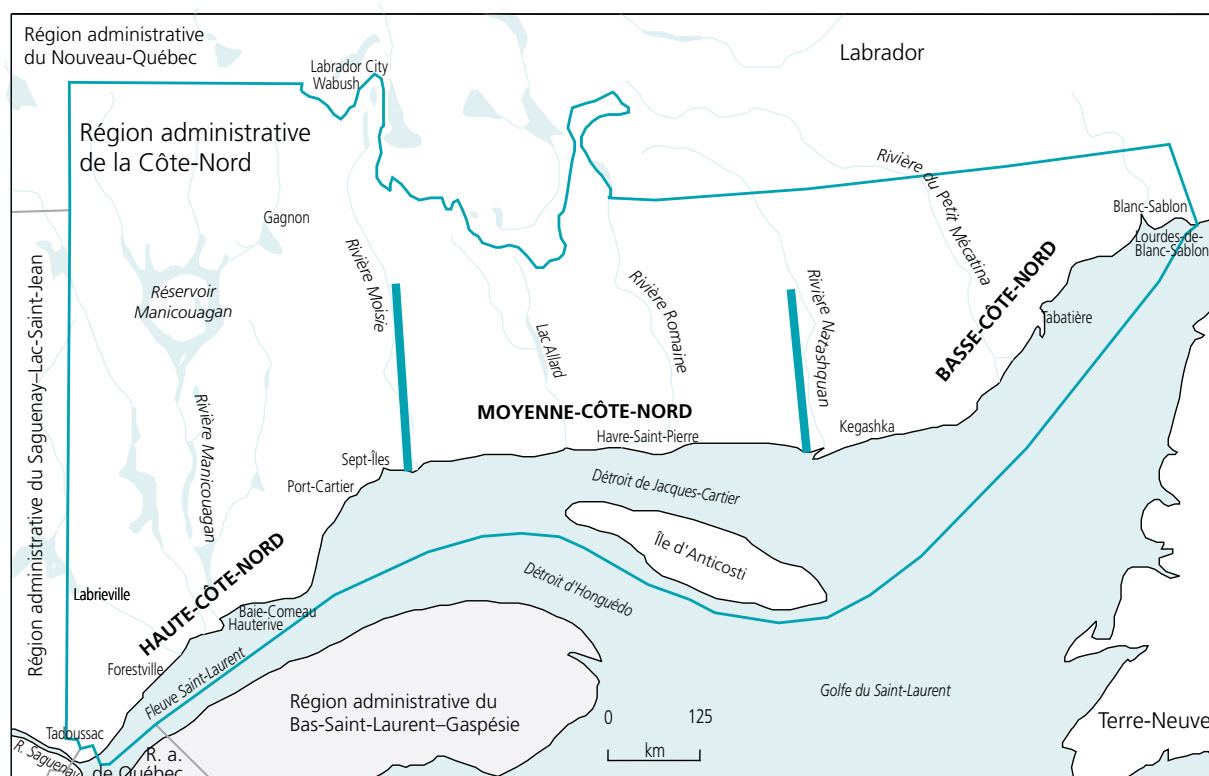 Région administrative
du Nouveau-Québec
Labrador City
Wabush
Labrador
Région administrative
de la Côte-Nord
Gagnon
Rivière Moisie
Réservoir
Manicouagan
Rivière Manicouagan
Région administrative du Saguenay–Lac-Saint-Jean
Lac Allard
Rivière Romaine
Rivière Natashquan
Rivière du Petit Mécatina
Blanc-Sablon
Lourdes-de-
Blanc-Sablon
Tabatière
BASSE-CÔTE-NORD
MOYENNE-CÔTE-NORD
Havre-Saint-Pierre
Kegashka
Sept-Îles
Port-Cartier
Détroit de Jacques-Cartier
Île d'Anticosti
Détroit d'Honguédo
HAUTE-CÔTE-NORD
Labrieville
Baie-Comeau
Hauterive
Forestville
Fleuve Saint-Laurent
Tadoussac
R. Saguenay
R. a.
de Québec
Région administrative du
Bas-Saint-Laurent–Gaspésie
Golfe du Saint-Laurent
Terre-Neuve
0 125
km